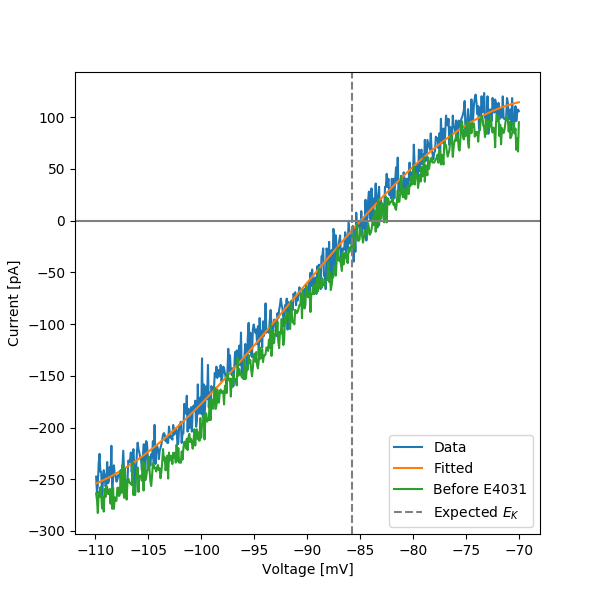 100
50
0
−50
−100
−150
−200
−250
−300
Current [pA]
Data
Fitted
Before E4031
Expected E_K
−110 −105 −100 −95 −90 −85 −80 −75 −70
Voltage [mV]